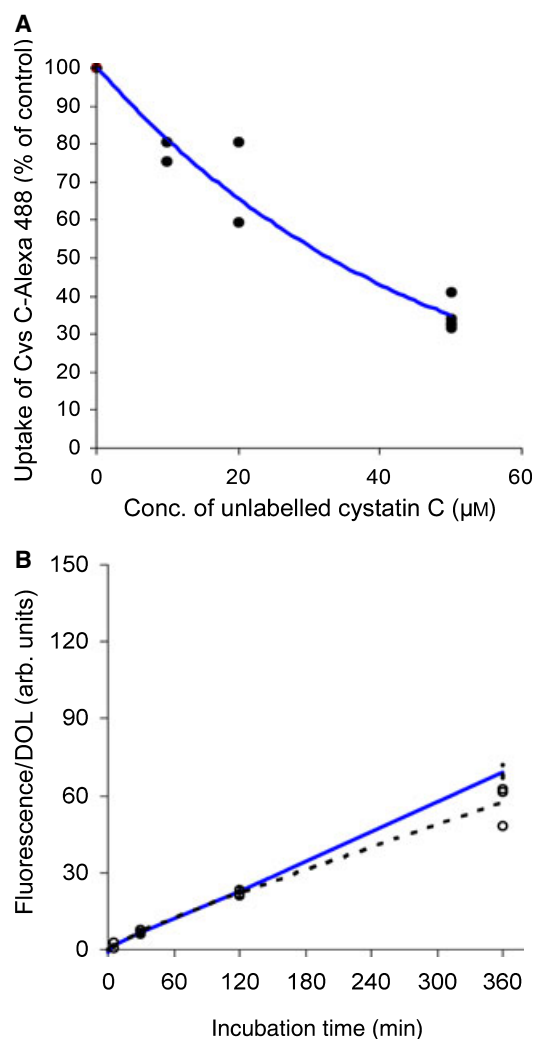 A
Uptake of Cvs C-Alexa 488 (% of control)
100
90
80
70
60
50
40
30
20
10
0
0 20 40 60
Conc. of unlabelled cystatin C (µM)
B
Fluorescence/DOL (arb. units)
150
120
90
60
30
0
0 60 120 180 240 300 360
Incubation time (min)